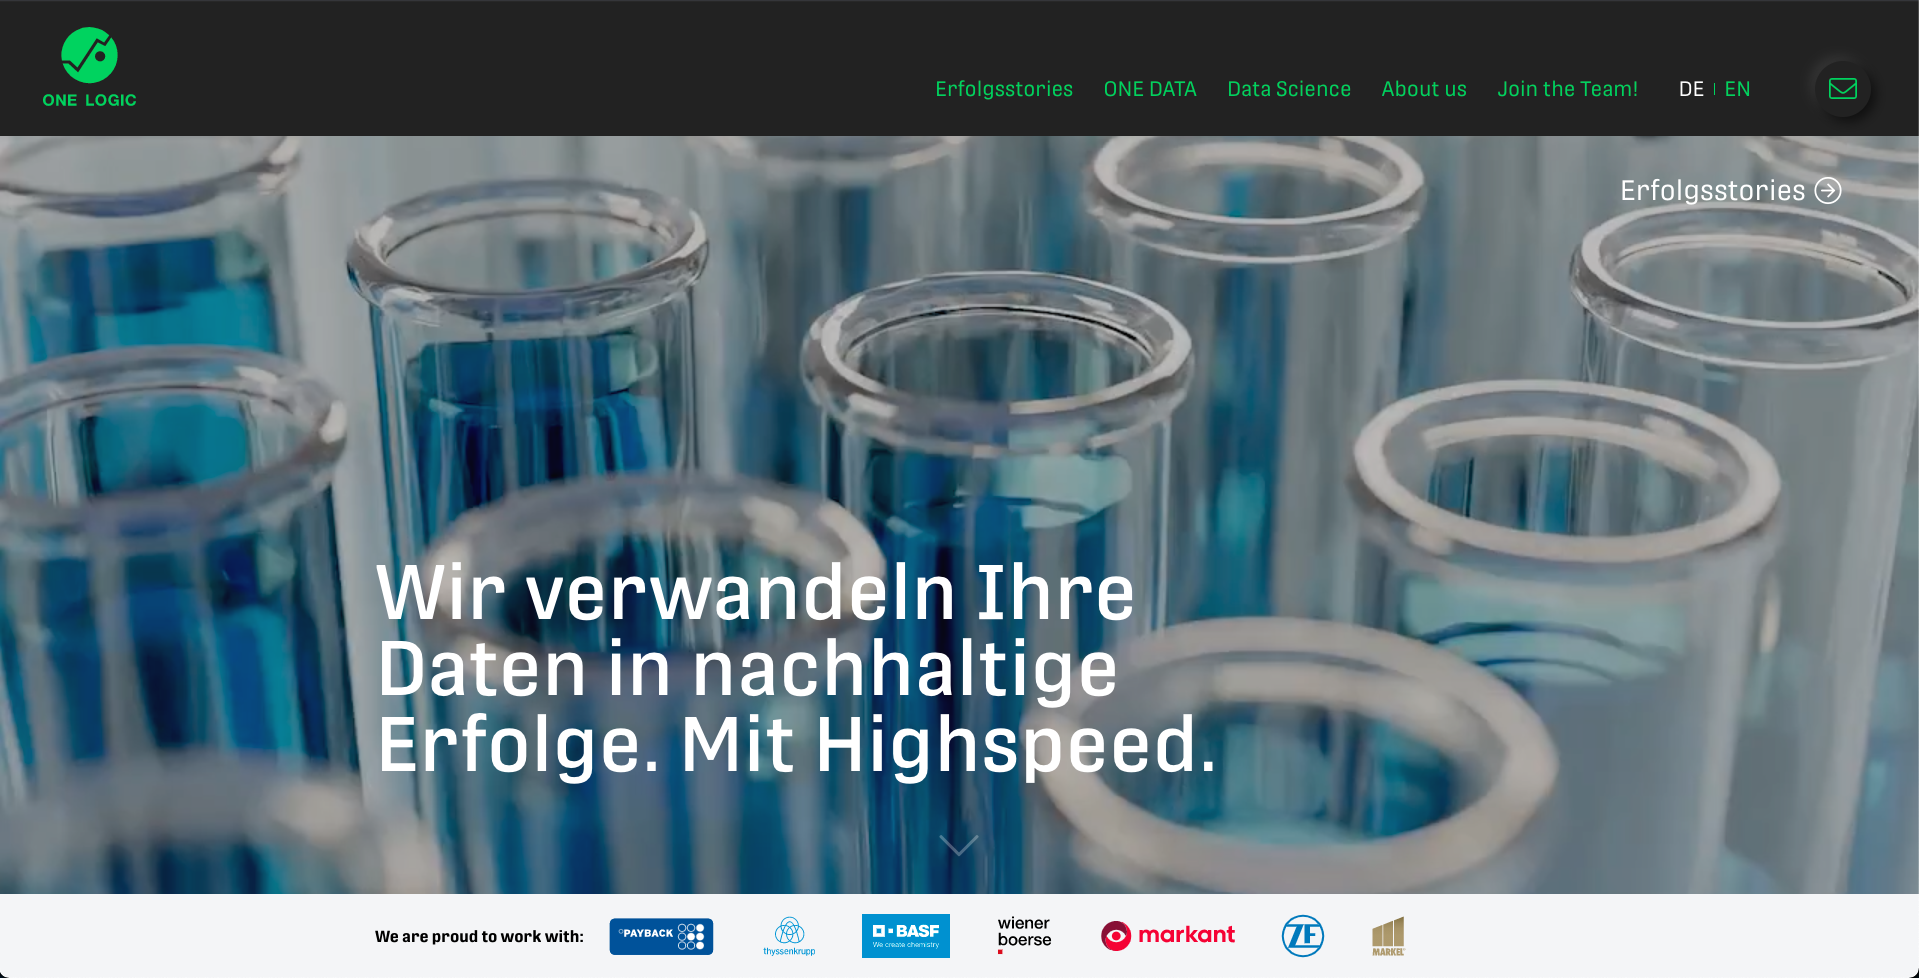 ONE LOGIC
Erfolgsstories ONE DATA Data Science About us Join the Team! DE EN
Erfolgsstories
Wir verwandeln Ihre
Daten in nachhaltige
Erfolge. Mit Highspeed.
We are proud to work with:
PAYBACK
thyssenkrupp
BASF
We create chemistry
wiener
boerse
markant
ZF
MARKEL